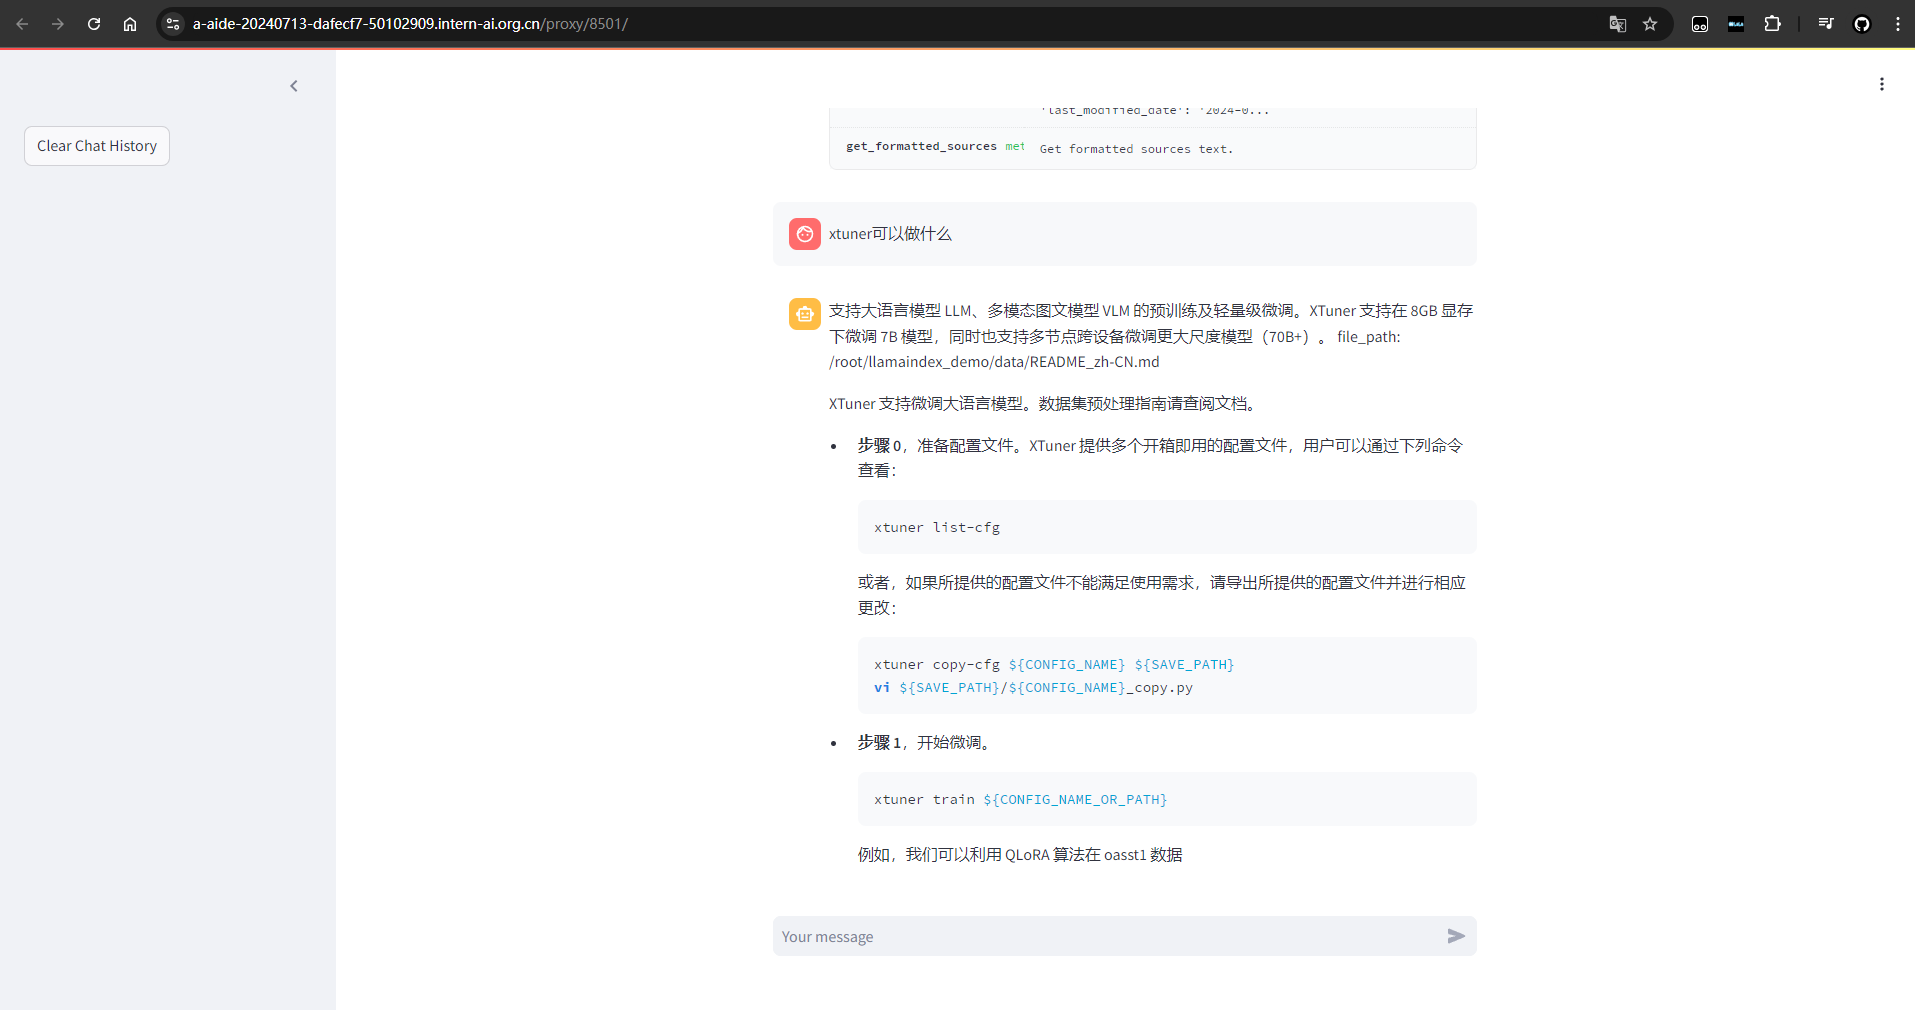 a-aide-20240713-dafecf7-50102909.intern-ai.org.cn/proxy/8501/
Clear Chat History
'last_modified_date': '2024-0...
get_formatted_sources met
Get formatted sources text.
xtuner可以做什么
支持大语言模型 LLM、多模态图文模型 VLM 的预训练及轻量级微调。XTuner 支持在 8GB 显存
下微调 7B 模型，同时也支持多节点跨设备微调更大尺度模型（70B+）。 file_path:
/root/llamaindex_demo/data/README_zh-CN.md
XTuner 支持微调大语言模型。数据集预处理指南请查阅文档。
• 步骤 0，准备配置文件。XTuner 提供多个开箱即用的配置文件，用户可以通过下列命令
查看：
xtuner list-cfg
或者，如果所提供的配置文件不能满足使用需求，请导出所提供的配置文件并进行相应
更改：
xtuner copy-cfg ${CONFIG_NAME} ${SAVE_PATH}
vi ${SAVE_PATH}/${CONFIG_NAME}_copy.py
• 步骤 1，开始微调。
xtuner train ${CONFIG_NAME_OR_PATH}
例如，我们可以利用 QLoRA 算法在 oasst1 数据
Your message